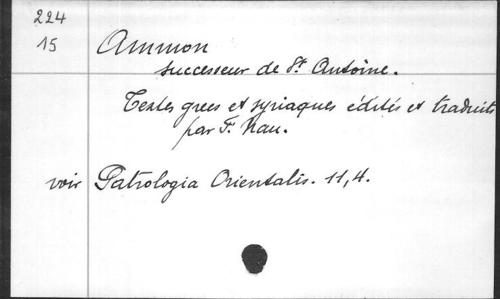 224
15
Ammon
successeur de St. Antoine.
Textes grecs et syriaques édités et traduits
par F. Nau.
voir Patrologia Orientalis. 11,4.